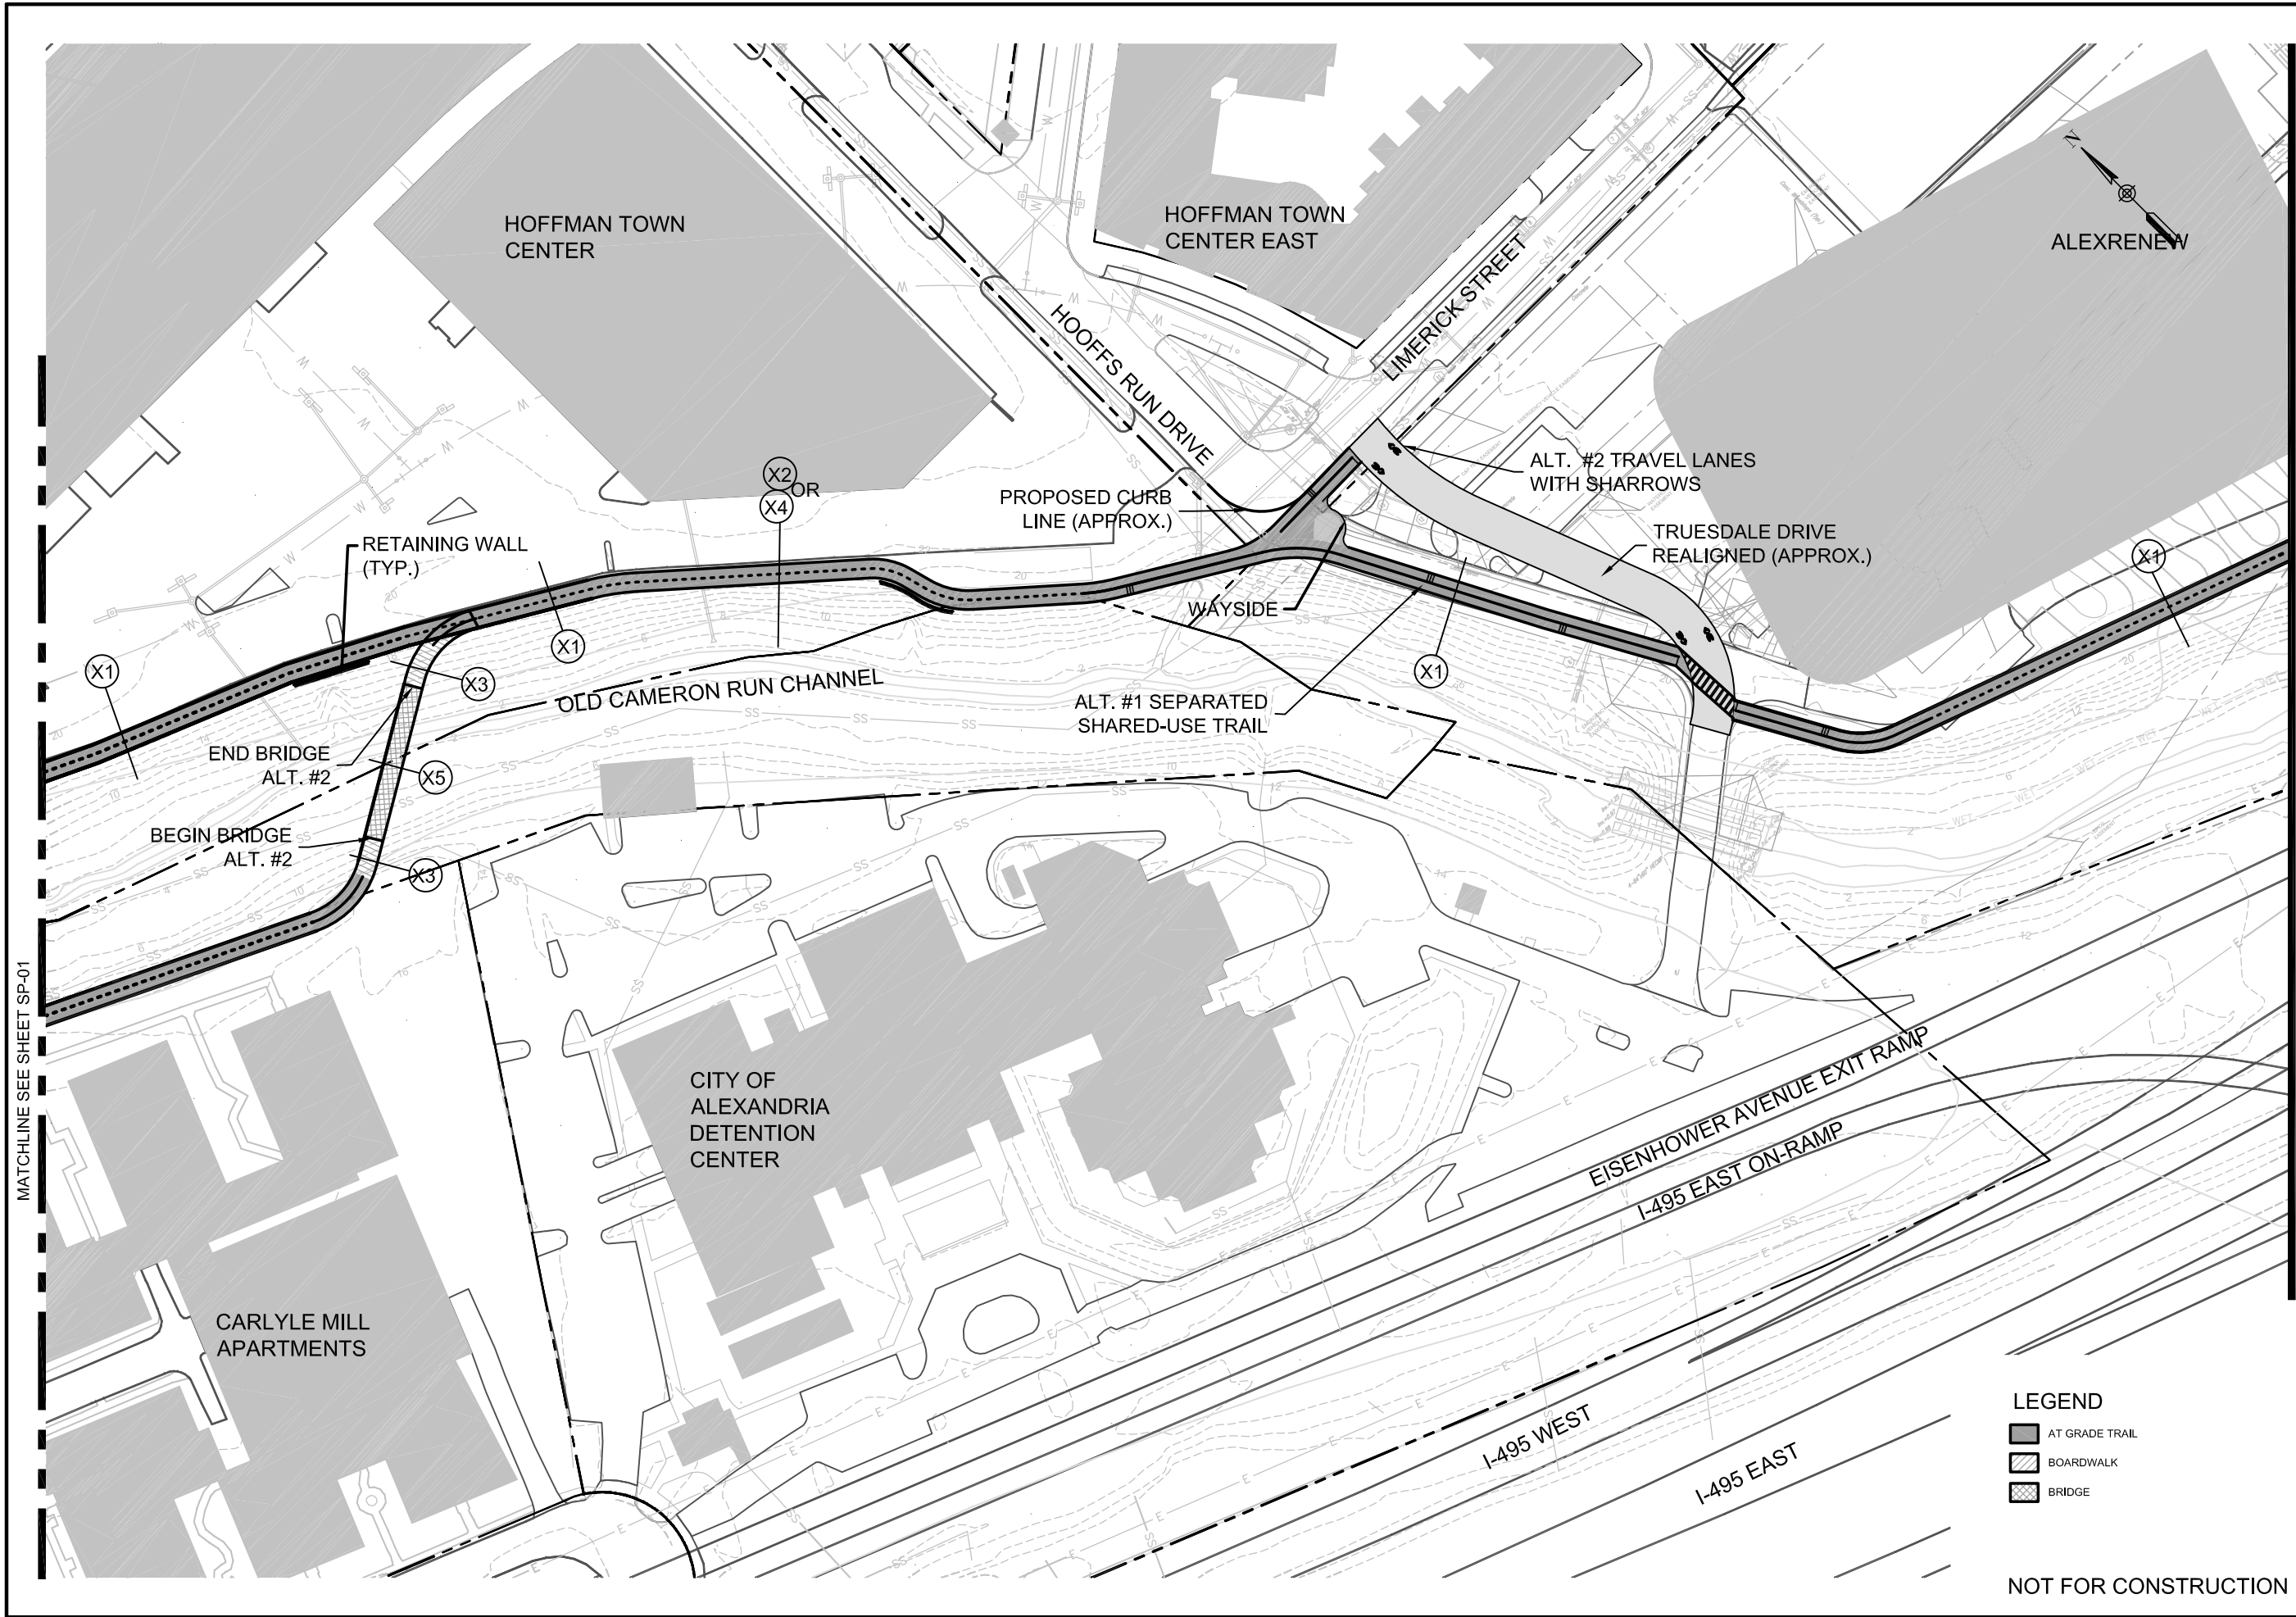 HOFFMAN TOWN
CENTER
HOFFMAN TOWN
CENTER EAST
N
ALEXRENEW
LIMERICK STREET
HOOFFS RUN DRIVE
X2
OR
X4
PROPOSED CURB
LINE (APPROX.)
ALT. #2 TRAVEL LANES
WITH SHARROWS
RETAINING WALL
(TYP.)
TRUESDALE DRIVE
REALIGNED (APPROX.)
X1
WAYSIDE
X1
X1
X1
X3
OLD CAMERON RUN CHANNEL
ALT. #1 SEPARATED
SHARED-USE TRAIL
END BRIDGE
ALT. #2
X5
BEGIN BRIDGE
ALT. #2
X3
MATCHLINE SEE SHEET SP-01
CITY OF
ALEXANDRIA
DETENTION
CENTER
EISENHOWER AVENUE EXIT RAMP
I-495 EAST ON-RAMP
CARLYLE MILL
APARTMENTS
I-495 WEST
I-495 EAST
LEGEND
AT GRADE TRAIL
BOARDWALK
BRIDGE
NOT FOR CONSTRUCTION